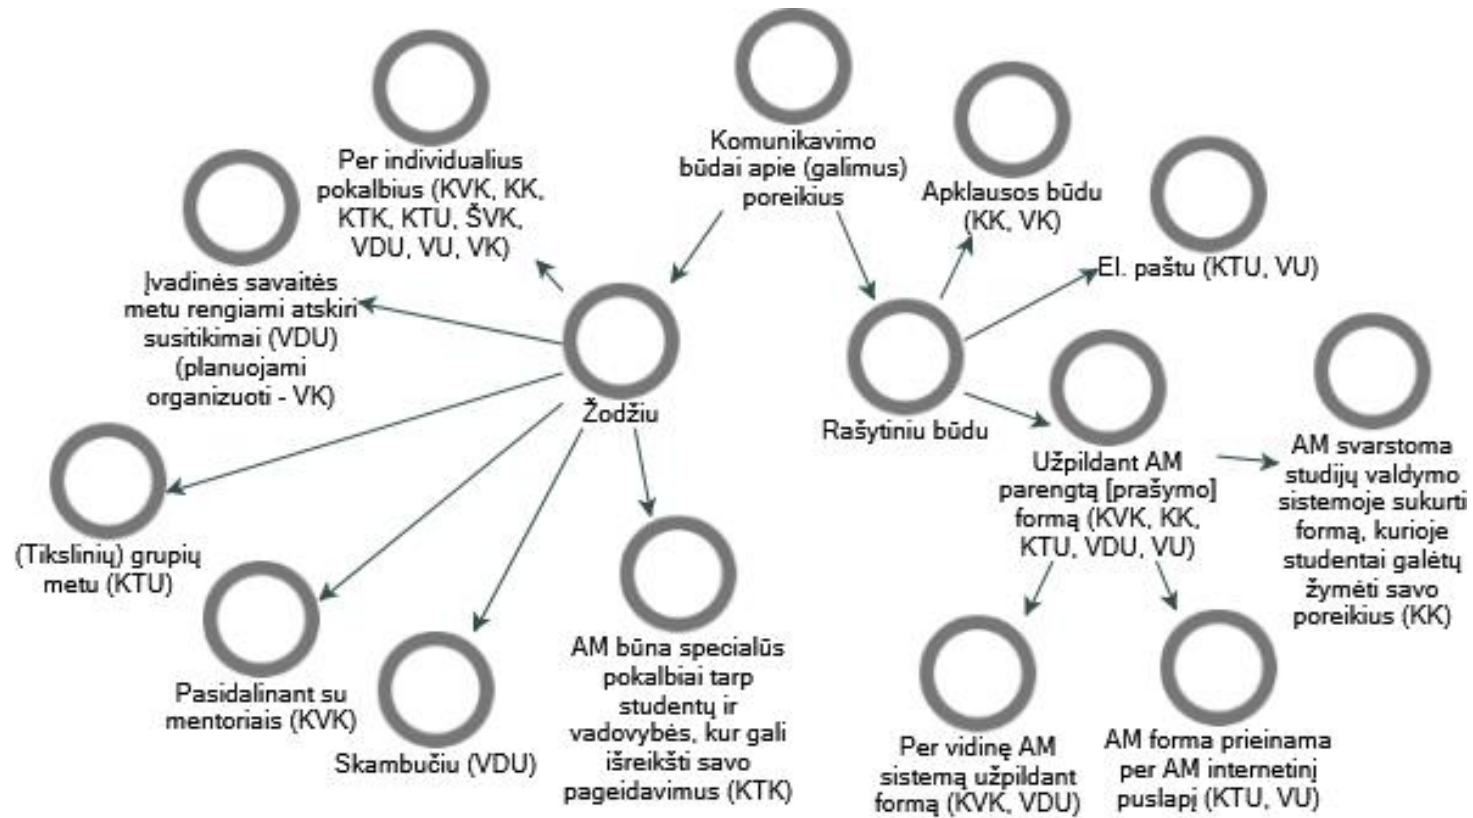 Komunikavimo
būdai apie (galimus)
poreikius
Per individualius
pokalbius (KVK, KK,
KTK, KTU, ŠVK,
VDU, VU, VK)
Įvadinės savaitės
metu rengiami atskiri
susitikimai (VDU)
(planuojami
organizuoti - VK)
Žodžiu
(Tikslinių) grupių
metu (KTU)
Pasidalinant su
mentoriais (KVK)
Skambučiu (VDU)
AM būna specialūs
pokalbiai tarp
studentų ir
vadovybės, kur gali
išreikšti savo
pageidavimus (KTK)
Apklausos būdu
(KK, VK)
El. paštu (KTU, VU)
Rašytiniu būdu
Užpildant AM
parengtą [prašymo]
formą (KVK, KK,
KTU, VDU, VU)
AM svarstoma
studijų valdymo
sistemoje sukurti
formą, kurioje
studentai galėtų
žymėti savo
poreikius (KK)
Per vidinę AM
sistemą užpildant
formą (KVK, VDU)
AM forma prieinama
per AM internetinį
puslapį (KTU, VU)